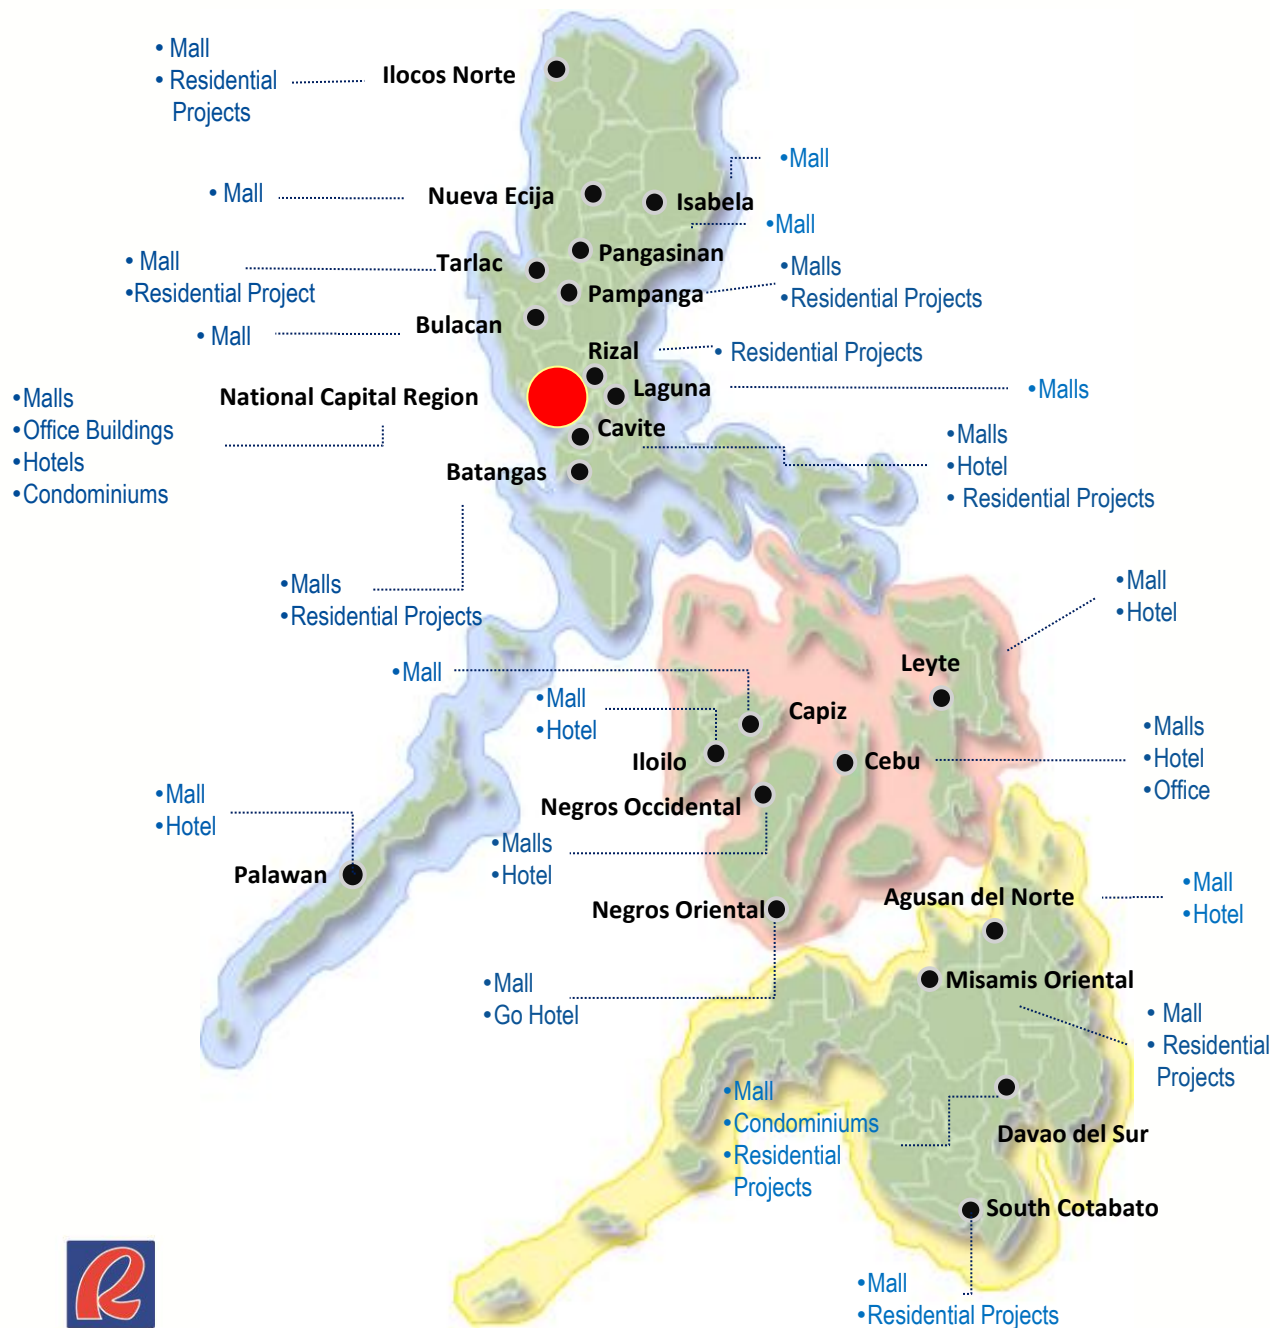 • Mall
• Residential
Projects
Ilocos Norte
• Mall
• Mall
Nueva Ecija
Isabela
• Mall
Pangasinan
• Mall
• Residential Project
Tarlac
• Malls
• Residential Projects
Pampanga
• Mall
Bulacan
Rizal
• Residential Projects
National Capital Region
Laguna
• Malls
• Malls
• Office Buildings
• Hotels
• Condominiums
Cavite
• Malls
• Hotel
• Residential Projects
Batangas
• Malls
• Residential Projects
• Mall
• Hotel
Leyte
• Mall
• Mall
• Hotel
Capiz
Iloilo
Cebu
• Malls
• Hotel
• Office
Negros Occidental
• Mall
• Hotel
Palawan
• Malls
• Hotel
Negros Oriental
Agusan del Norte
• Mall
• Hotel
• Mall
• Go Hotel
Misamis Oriental
• Mall
• Residential
Projects
• Mall
• Condominiums
• Residential
Projects
Davao del Sur
South Cotabato
• Mall
• Residential Projects
R